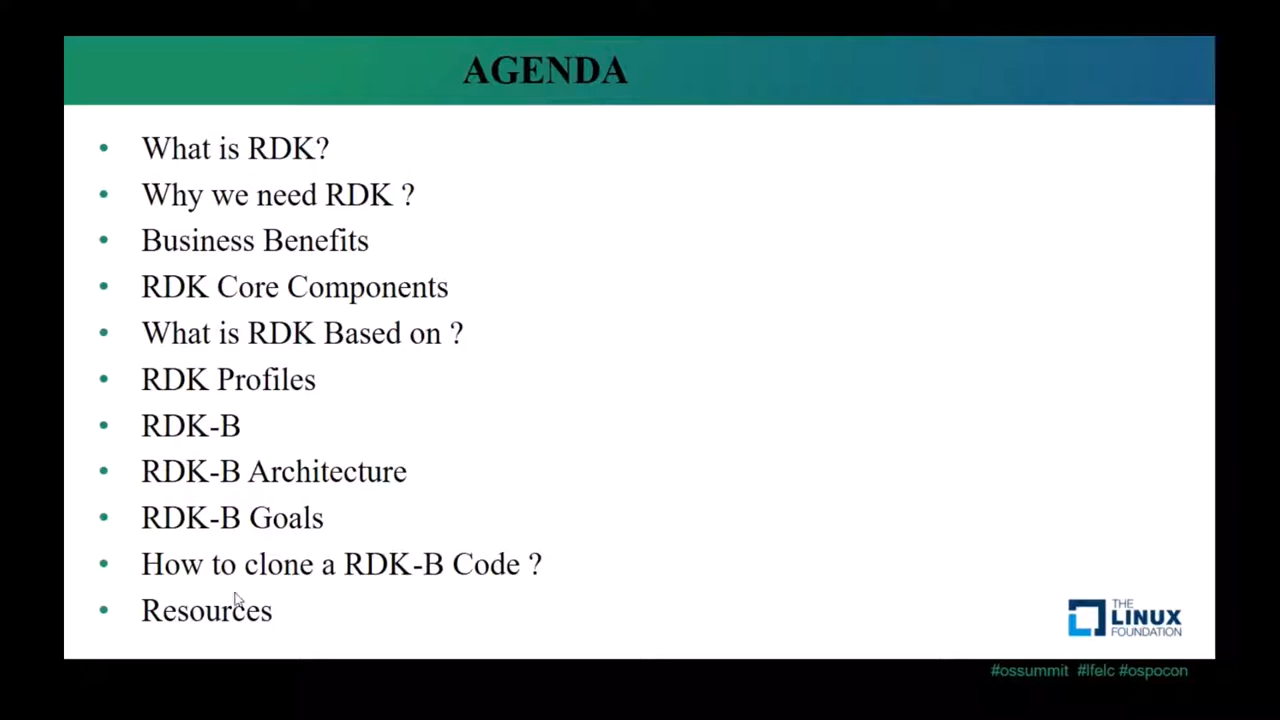 AGENDA
• What is RDK?
• Why we need RDK ?
• Business Benefits
• RDK Core Components
• What is RDK Based on ?
• RDK Profiles
• RDK-B
• RDK-B Architecture
• RDK-B Goals
• How to clone a RDK-B Code ?
• Resources
THE
LINUX
FOUNDATION
#ossummit #lfelc #ospocon